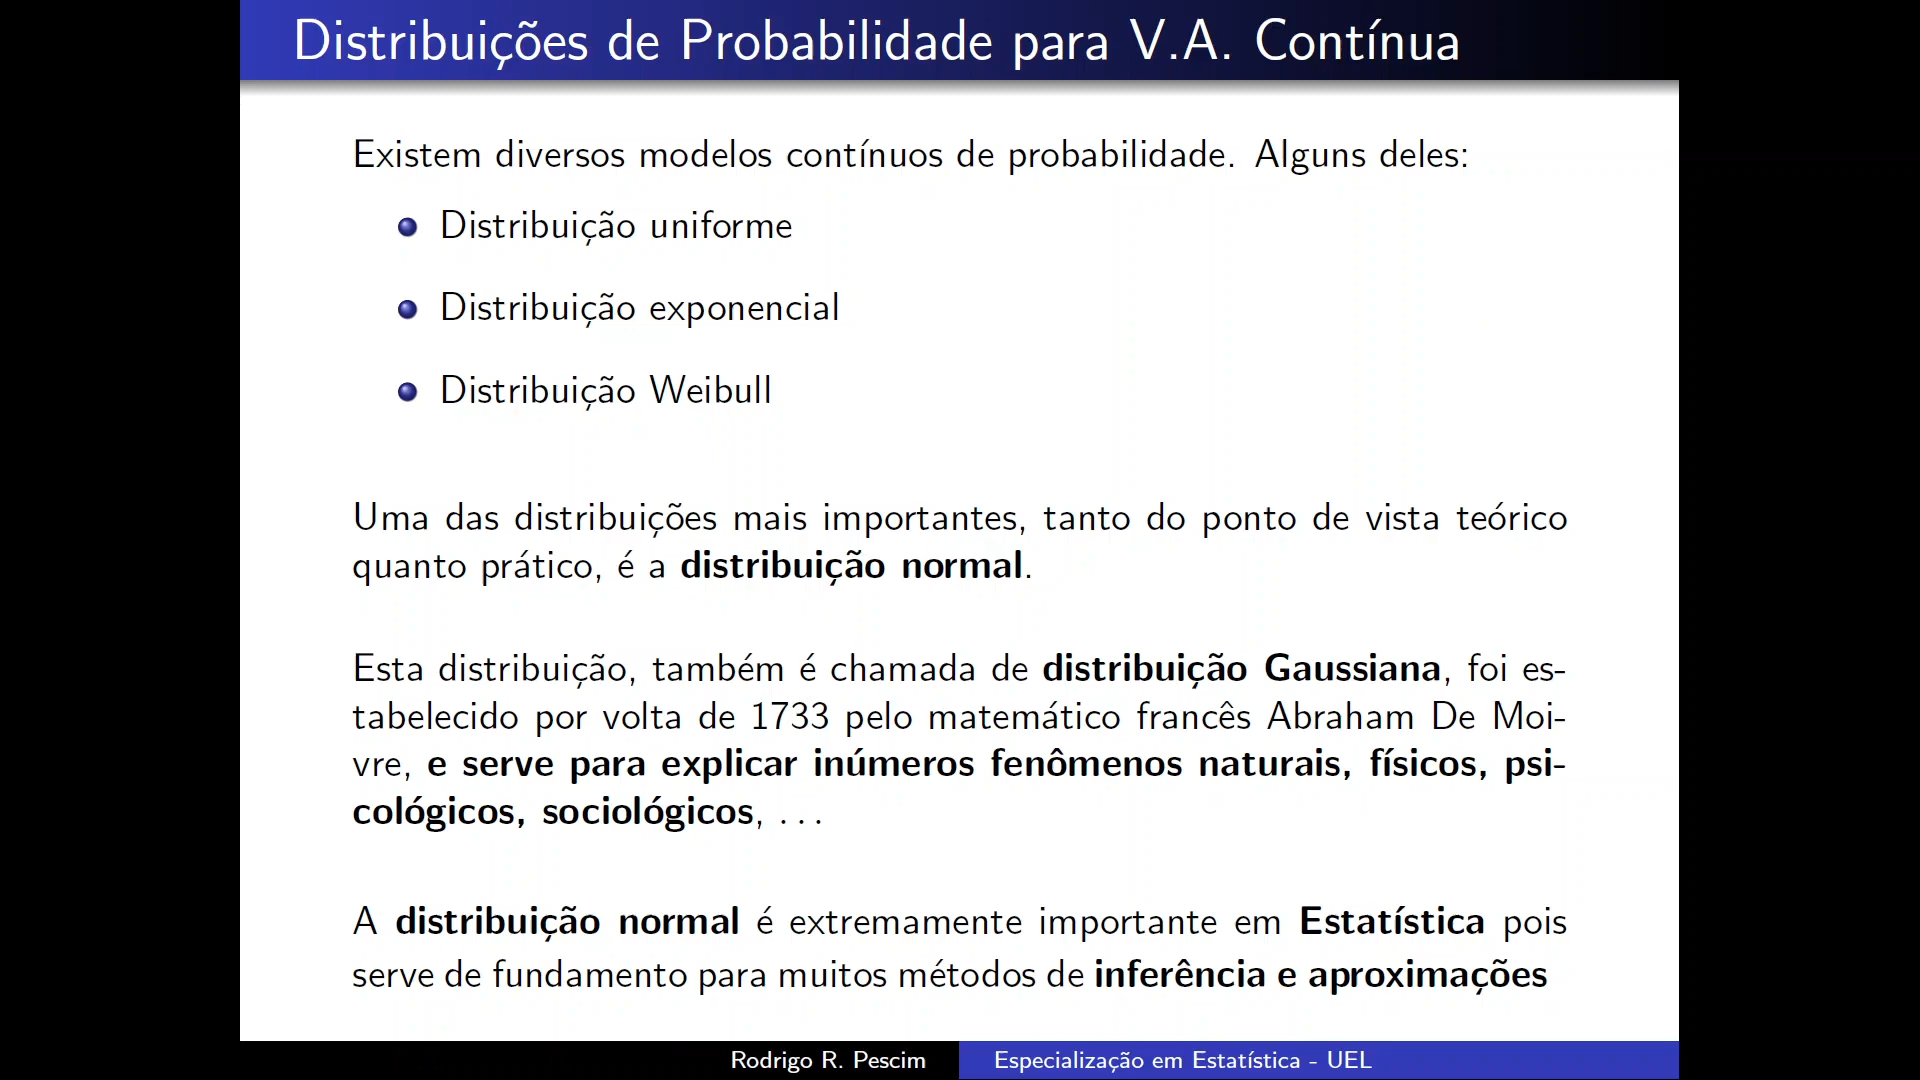 Distribuições de Probabilidade para V.A. Contínua
Existem diversos modelos contínuos de probabilidade. Alguns deles:
Distribuição uniforme
Distribuição exponencial
Distribuição Weibull
Uma das distribuições mais importantes, tanto do ponto de vista teórico
quanto prático, é a distribuição normal.
Esta distribuição, também é chamada de distribuição Gaussiana, foi es-
tabelecido por volta de 1733 pelo matemático francês Abraham De Moi-
vre, e serve para explicar inúmeros fenômenos naturais, físicos, psi-
cológicos, sociológicos, ...
A distribuição normal é extremamente importante em Estatística pois
serve de fundamento para muitos métodos de inferência e aproximações
Rodrigo R. Pescim
Especialização em Estatística - UEL